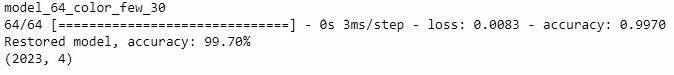 model_64_color_few_30
64/64 [==============================] - 0s 3ms/step - loss: 0.0083 - accuracy: 0.9970
Restored model, accuracy: 99.70%
(2023, 4)